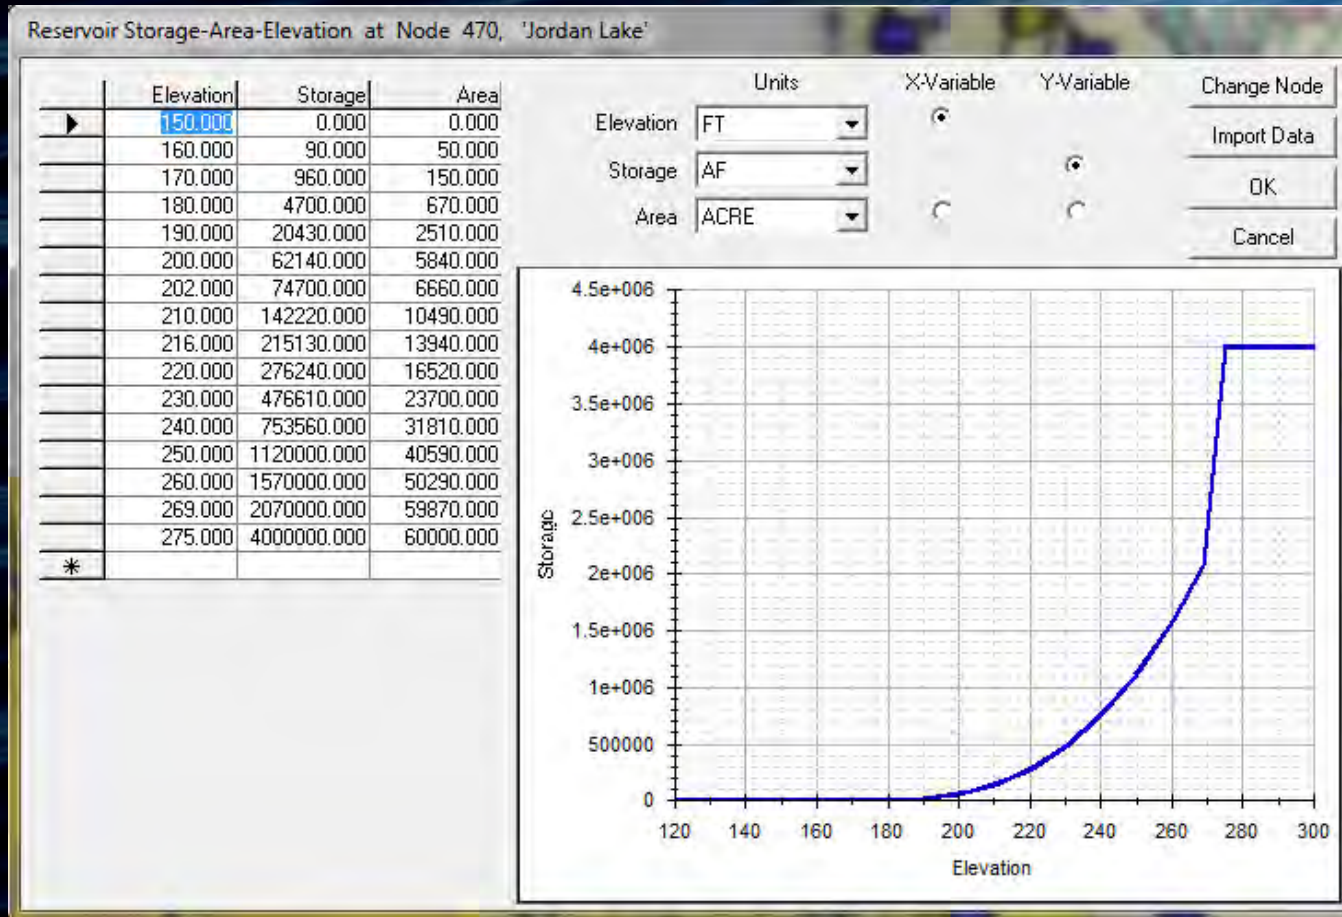 Reservoir Storage-Area-Elevation at Node 470, 'Jordan Lake'
Elevation Storage Area
150.000 0.000 0.000
160.000 90.000 50.000
170.000 960.000 150.000
180.000 4700.000 670.000
190.000 20430.000 2510.000
200.000 62140.000 5840.000
202.000 74700.000 6660.000
210.000 142220.000 10490.000
216.000 215130.000 13940.000
220.000 276240.000 16520.000
230.000 476610.000 23700.000
240.000 753560.000 31810.000
250.000 1120000.000 40590.000
260.000 1570000.000 50290.000
269.000 2070000.000 59870.000
275.000 4000000.000 60000.000
*
Units X-Variable Y-Variable
Elevation FT
Storage AF
Area ACRE
Change Node
Import Data
OK
Cancel
4.5e+006
4e+006
3.5e+006
3e+006
2.5e+006
2e+006
1.5e+006
1e+006
500000
0
Storage
120 140 160 180 200 220 240 260 280 300
Elevation